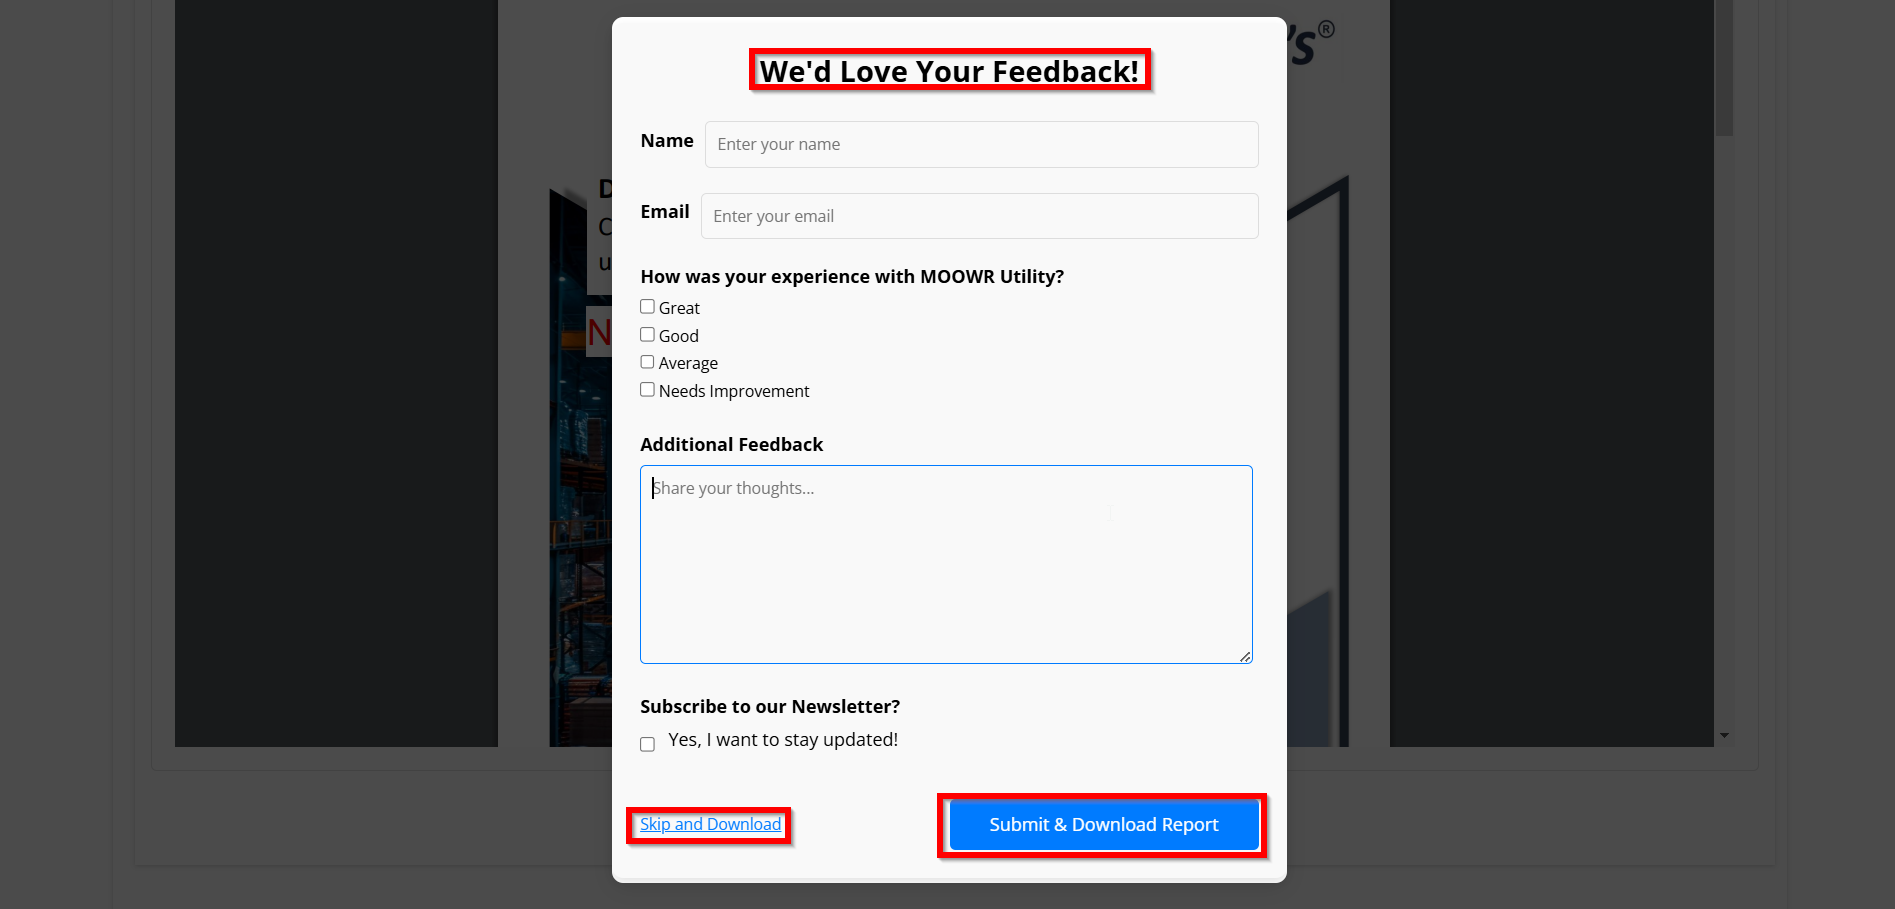 's®
We'd Love Your Feedback!
Name
Enter your name
Email
Enter your email
How was your experience with MOOWR Utility?
Great
Good
Average
Needs Improvement
Additional Feedback
Share your thoughts...
Subscribe to our Newsletter?
Yes, I want to stay updated!
Skip and Download
Submit & Download Report